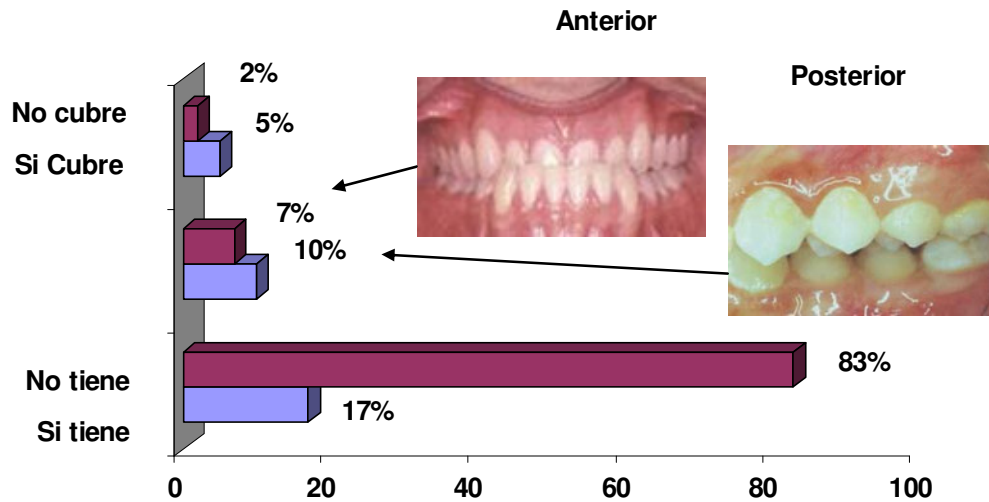 Anterior
Posterior
2%
No cubre
5%
Si Cubre
7%
10%
83%
No tiene
17%
Si tiene
0 20 40 60 80 100